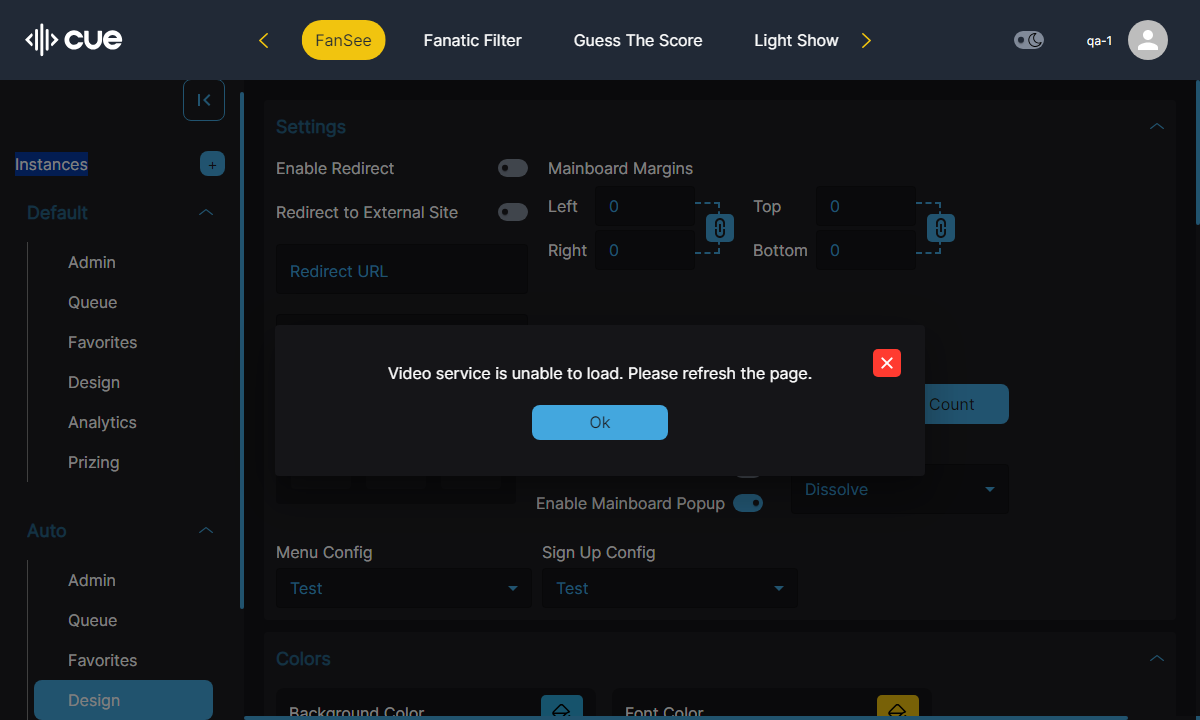 cue
FanSee
Fanatic Filter
Guess The Score
Light Show
qa-1
Instances
+
Default
Admin
Queue
Favorites
Design
Analytics
Prizing
Auto
Admin
Queue
Favorites
Design
Settings
Enable Redirect
Mainboard Margins
Redirect to External Site
Left 0
Top 0
Right 0
Bottom 0
Redirect URL
Video service is unable to load. Please refresh the page.
Ok
Count
Enable Mainboard Popup
Dissolve
Menu Config
Sign Up Config
Test
Test
Colors
Background Color
Font Color